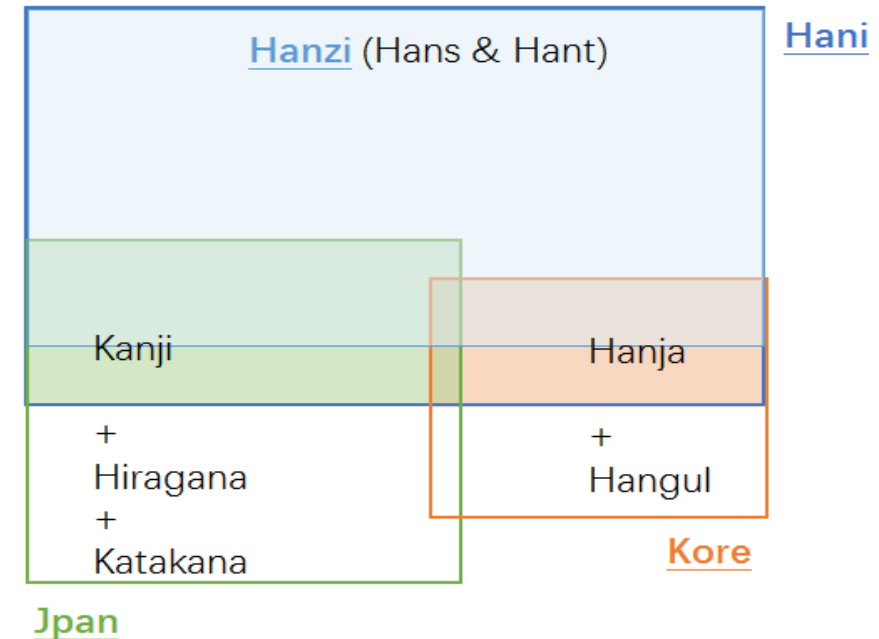 Hanzi (Hans & Hant)
Hani
Kanji
+
Hiragana
+
Katakana
Jpan
Hanja
+
Hangul
Kore